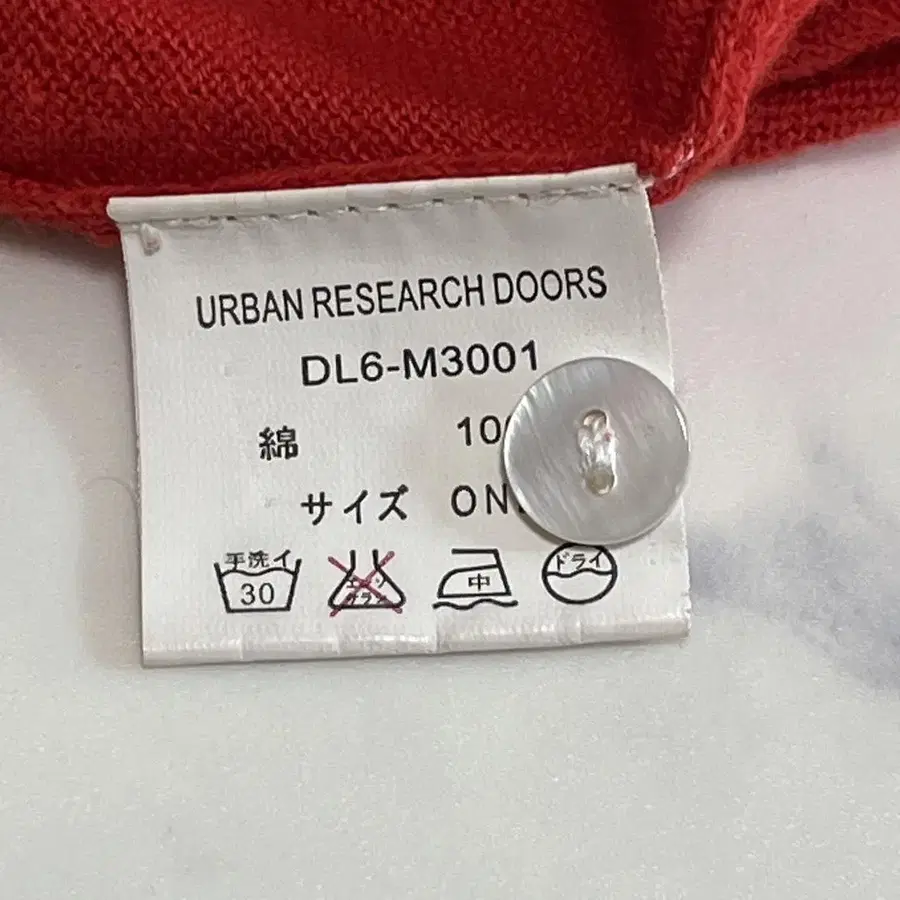 URBAN RESEARCH DOORS
DL6-M3001
綿
サイズ
手洗イ
30
中
ドライ